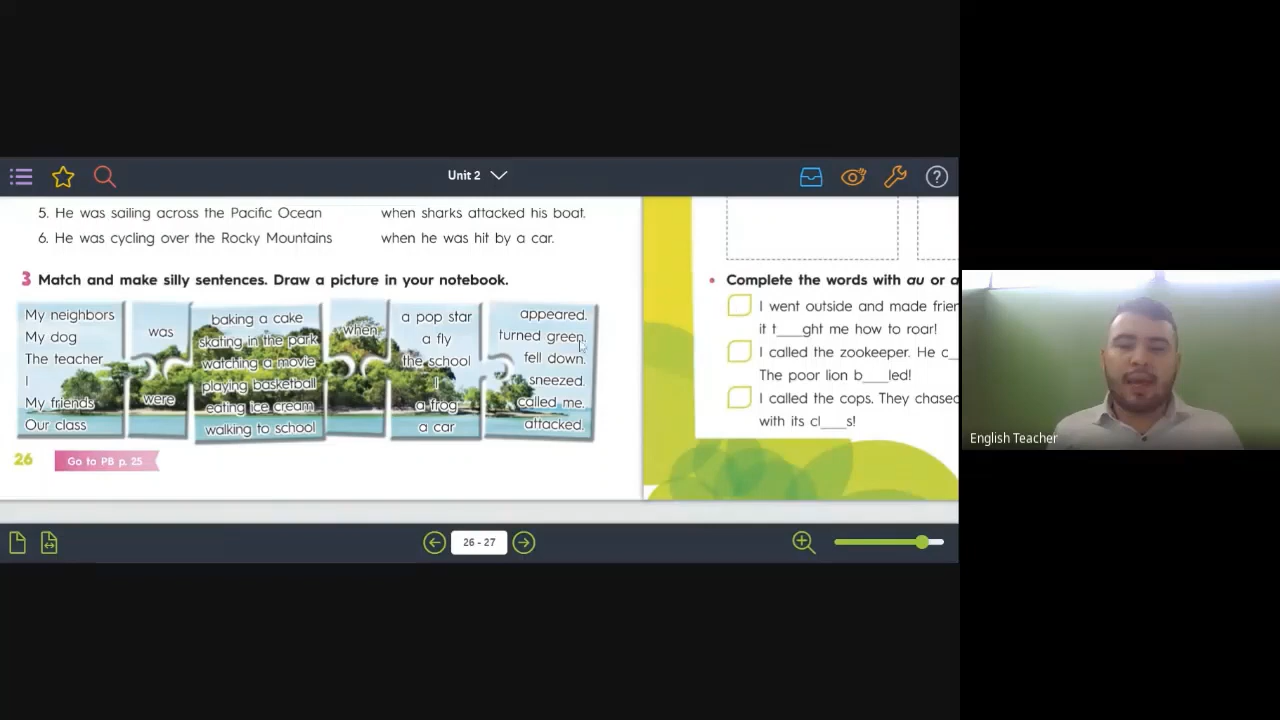 Unit 2
5. He was sailing across the Pacific Ocean when sharks attacked his boat.
6. He was cycling over the Rocky Mountains when he was hit by a car.
3 Match and make silly sentences. Draw a picture in your notebook.
My neighbors
My dog
The teacher
I
My friends
Our class
was
were
baking a cake
skating in the park
watching a movie
playing basketball
eating ice cream
walking to school
when
a pop star
a fly
the school
I
a frog
a car
appeared.
turned green.
fell down.
sneezed.
called me.
attacked.
26 Go to PB p. 25
• Complete the words with au or
I went outside and made frien
it t___ght me how to roar!
I called the zookeeper. He c_
The poor lion b___led!
I called the cops. They chased
with its cl___s!
26 - 27
English Teacher